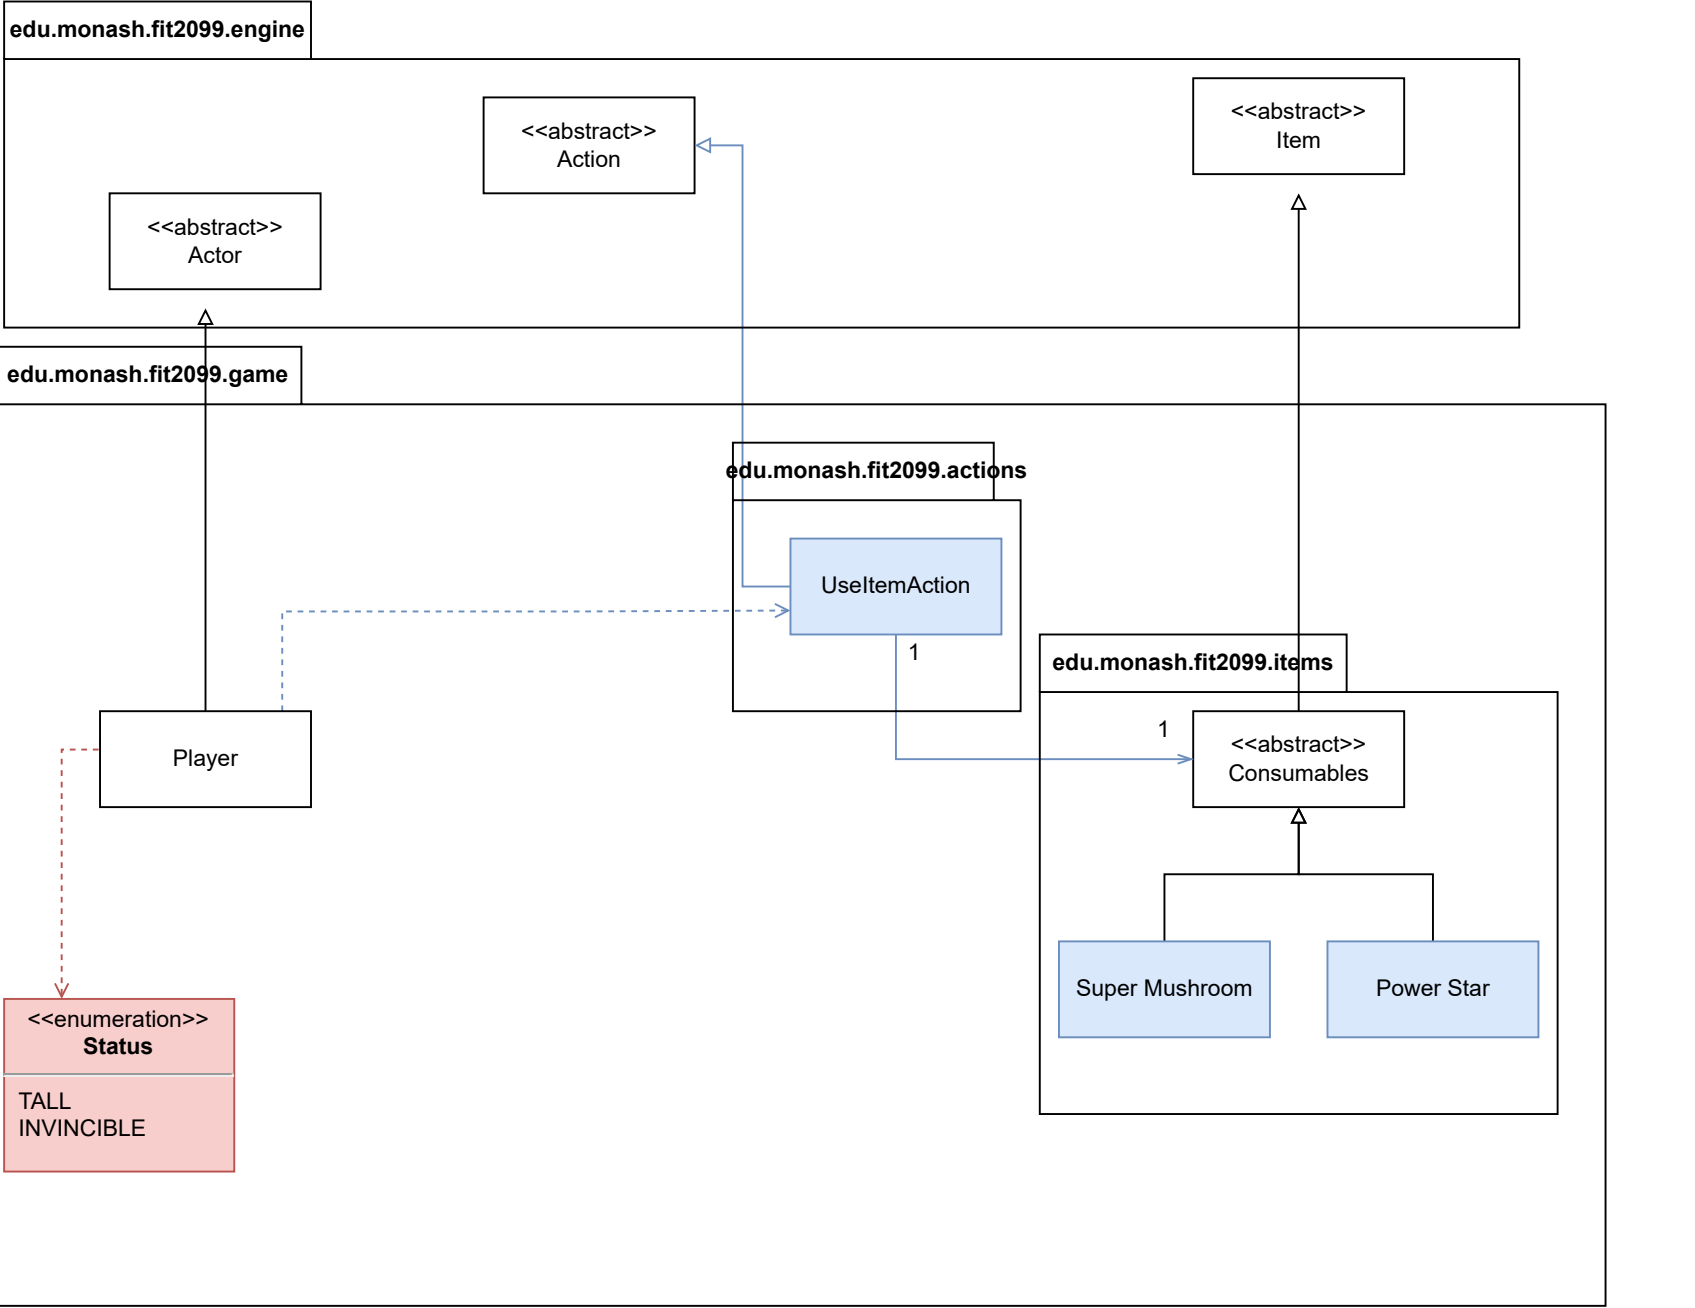 edu.monash.fit2099.engine
<<abstract>>
Item
<<abstract>>
Action
<<abstract>>
Actor
edu.monash.fit2099.game
edu.monash.fit2099.actions
UseItemAction
1
edu.monash.fit2099.items
1
<<abstract>>
Consumables
Player
Super Mushroom
Power Star
<<enumeration>>
Status
TALL
INVINCIBLE